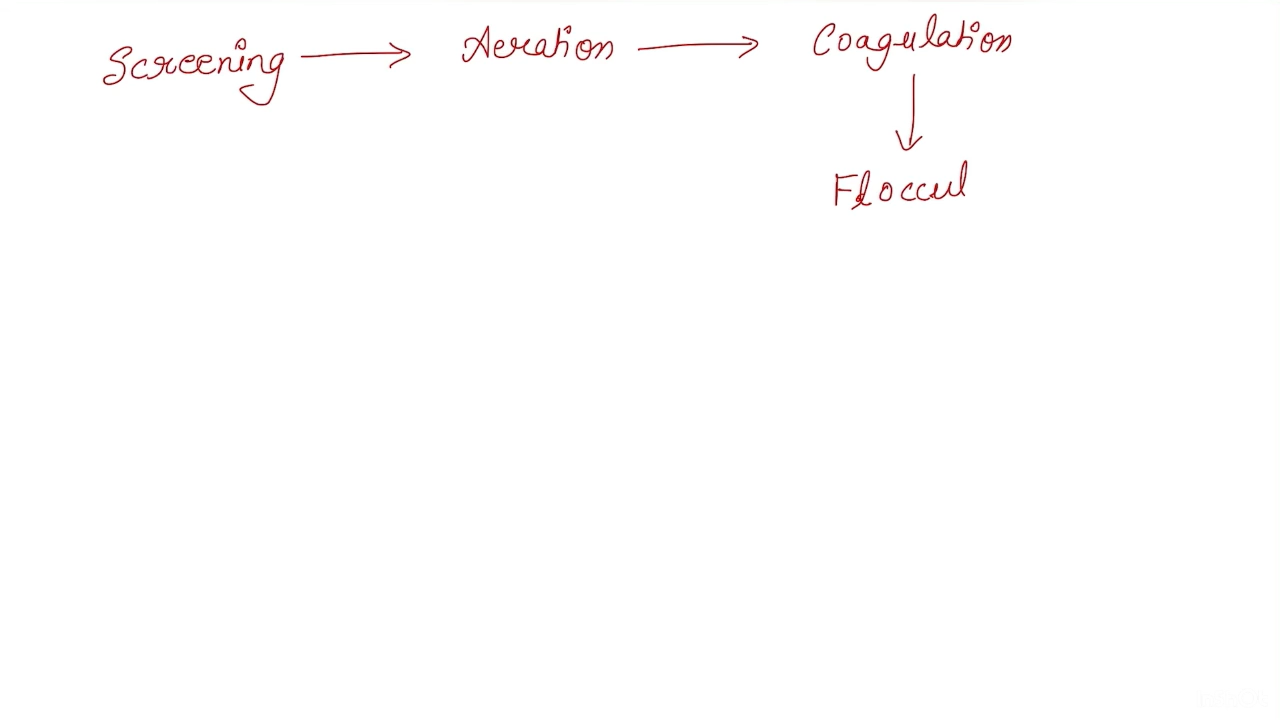 Screening → Aeration → Coagulation
↓
Floccul